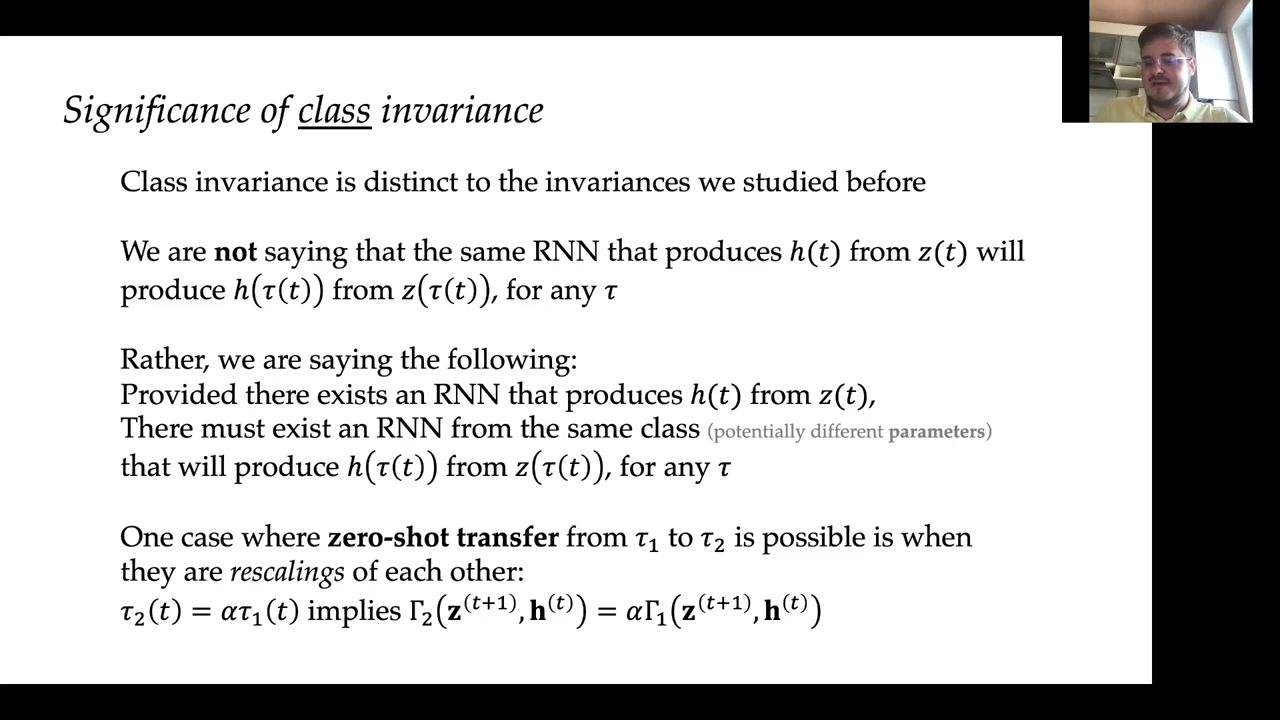 Significance of class invariance
Class invariance is distinct to the invariances we studied before
We are not saying that the same RNN that produces h(t) from z(t) will
produce h(τ(t)) from z(τ(t)), for any τ
Rather, we are saying the following:
Provided there exists an RNN that produces h(t) from z(t),
There must exist an RNN from the same class (potentially different parameters)
that will produce h(τ(t)) from z(τ(t)), for any τ
One case where zero-shot transfer from τ₁ to τ₂ is possible is when
they are rescalings of each other:
τ₂(t) = ατ₁(t) implies Γ₂(z⁽ᵗ⁺¹⁾, h⁽ᵗ⁾) = αΓ₁(z⁽ᵗ⁺¹⁾, h⁽ᵗ⁾)